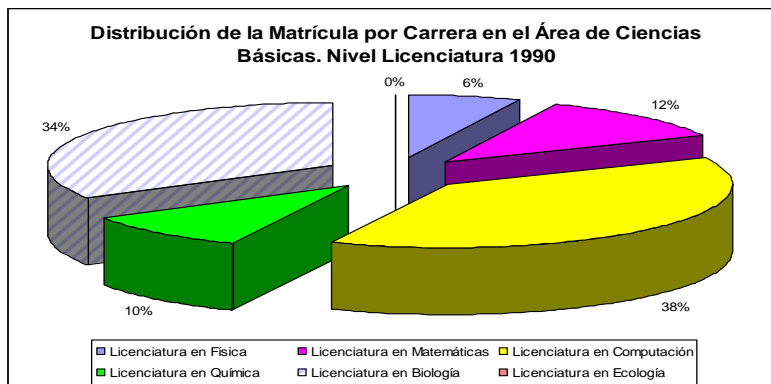 Distribución de la Matrícula por Carrera en el Área de Ciencias
Básicas. Nivel Licenciatura 1990
0%
6%
12%
34%
10%
38%
Licenciatura en Física
Licenciatura en Matemáticas
Licenciatura en Computación
Licenciatura en Química
Licenciatura en Biología
Licenciatura en Ecología